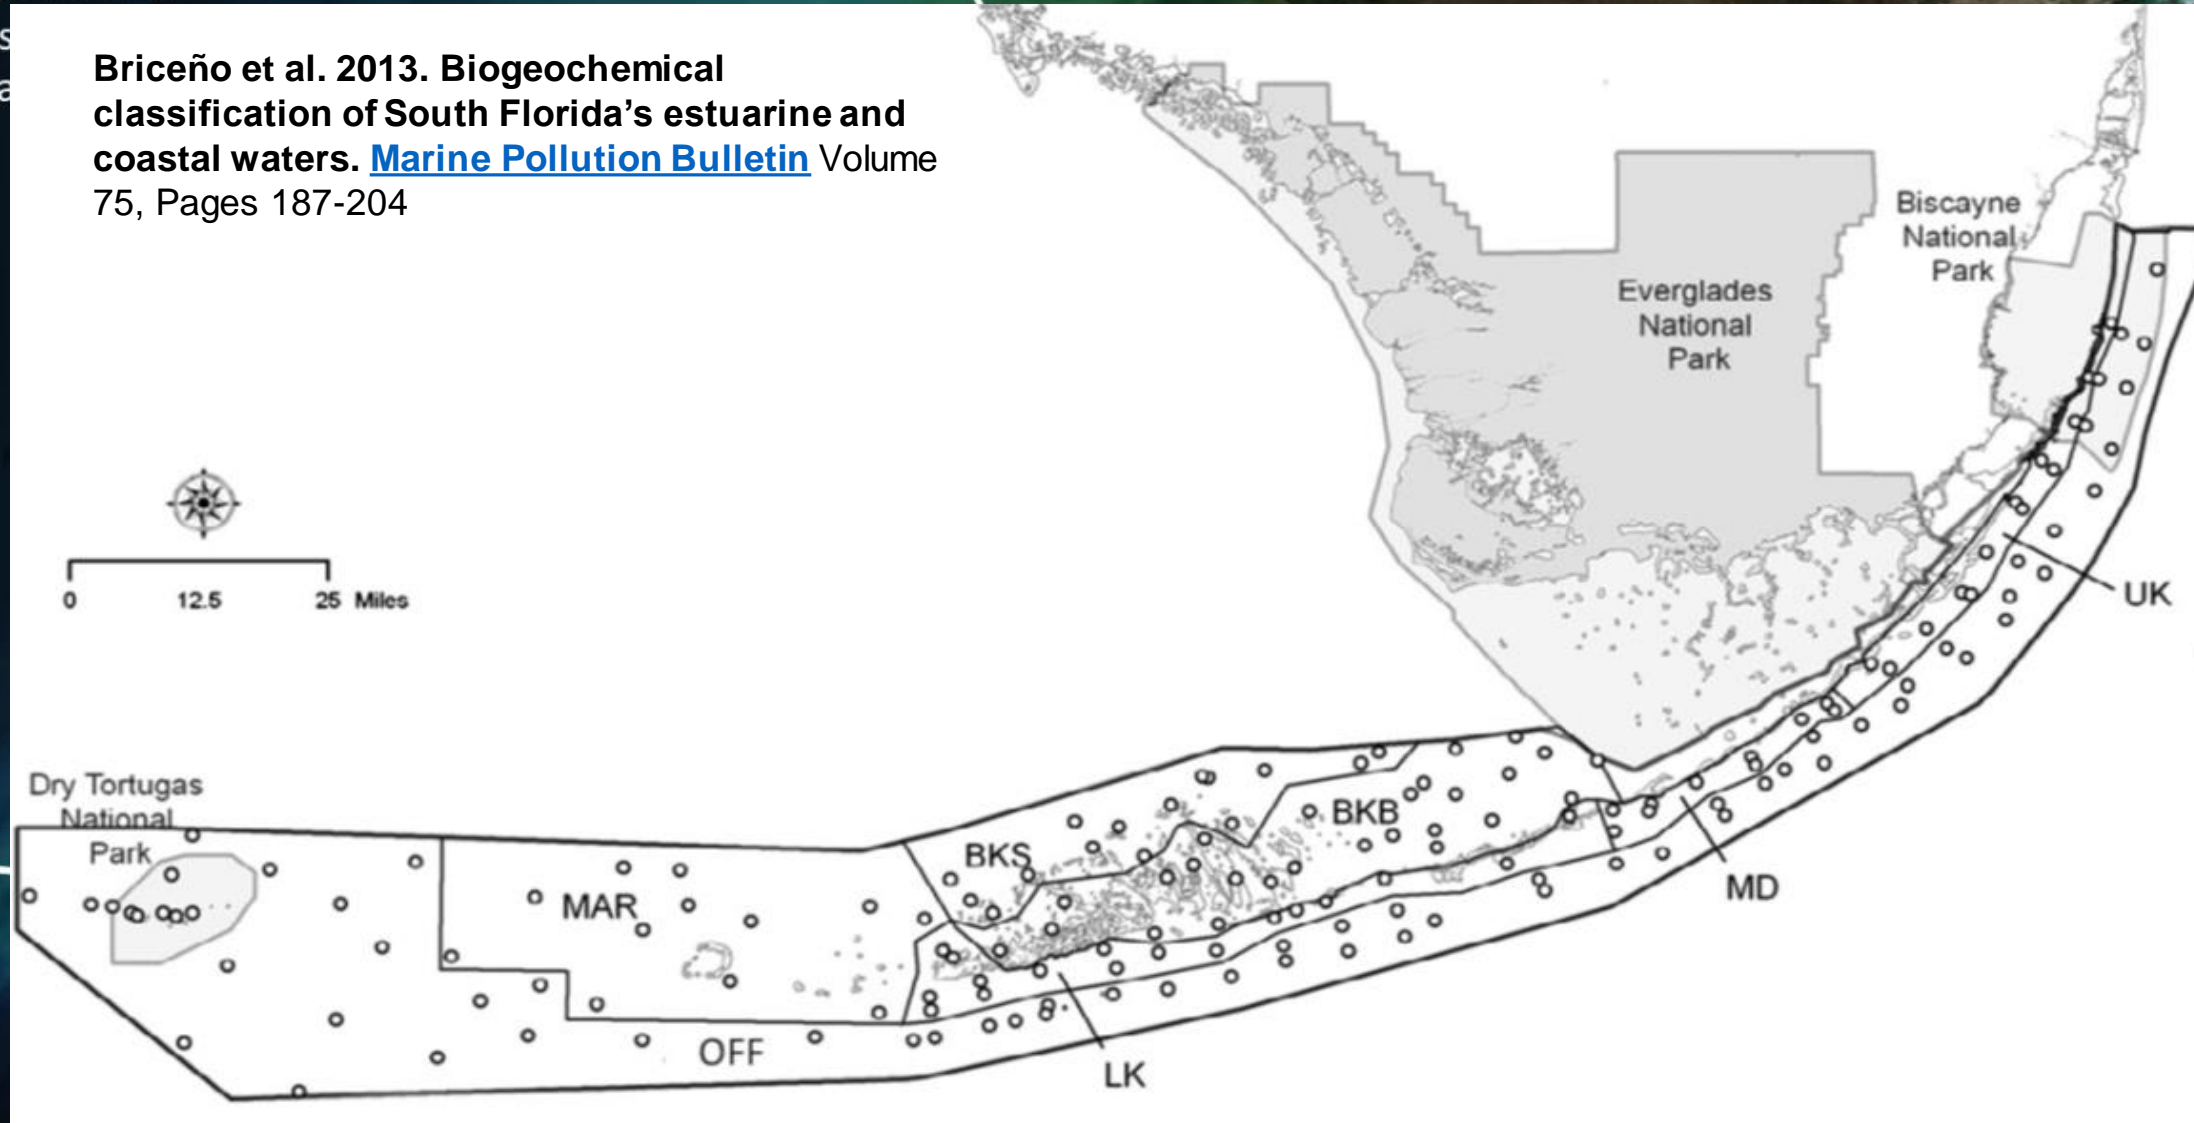 s
a
Briceño et al. 2013. Biogeochemical
classification of South Florida’s estuarine and
coastal waters. Marine Pollution Bulletin Volume
75, Pages 187-204
Biscayne
National
Park
Everglades
National
Park
0 12.5 25 Miles
UK
Dry Tortugas
National
Park
BKS
BKB
MAR
MD
OFF
LK